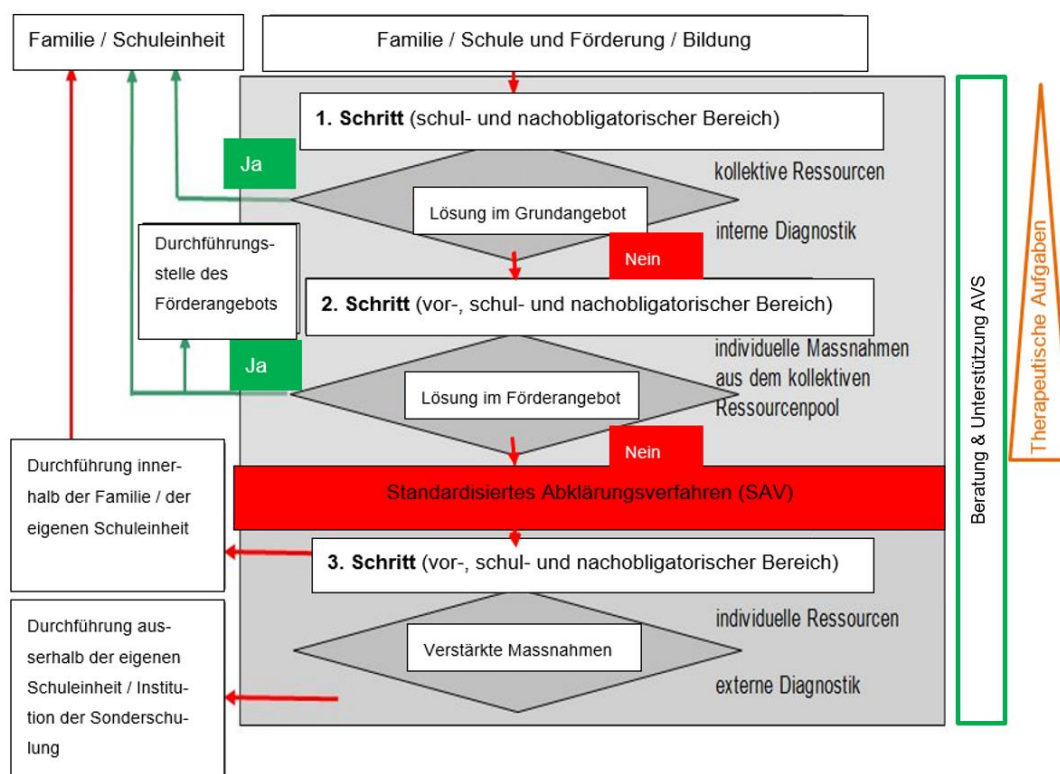 Familie / Schuleinheit
Familie / Schule und Förderung / Bildung
1. Schritt (schul- und nachobligatorischer Bereich)
Ja
kollektive Ressourcen
Lösung im Grundangebot
interne Diagnostik
Nein
Durchführungs-
stelle des
Förderangebots
2. Schritt (vor-, schul- und nachobligatorischer Bereich)
Ja
individuelle Massnahmen
aus dem kollektiven
Ressourcenpool
Lösung im Förderangebot
Nein
Standardisiertes Abklärungsverfahren (SAV)
Durchführung inner-
halb der Familie / der
eigenen Schuleinheit
3. Schritt (vor-, schul- und nachobligatorischer Bereich)
individuelle Ressourcen
Verstärkte Massnahmen
externe Diagnostik
Durchführung aus-
serhalb der eigenen
Schuleinheit / Institu-
tion der Sonderschu-
lung
Beratung & Unterstützung AVS
Therapeutische Aufgaben